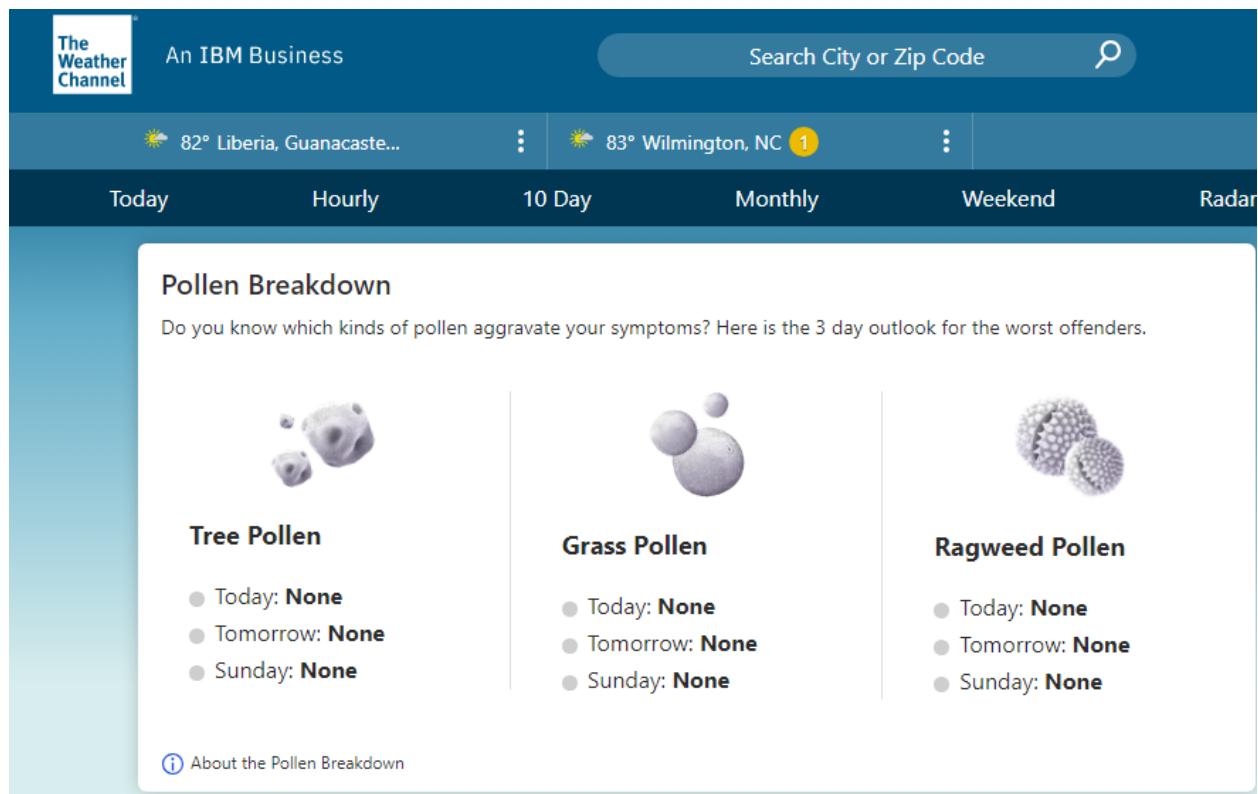 The
Weather
Channel
An IBM Business
Search City or Zip Code
82° Liberia, Guanacaste...
83° Wilmington, NC 1
Today Hourly 10 Day Monthly Weekend Radar
Pollen Breakdown
Do you know which kinds of pollen aggravate your symptoms? Here is the 3 day outlook for the worst offenders.
Tree Pollen
Today: None
Tomorrow: None
Sunday: None
Grass Pollen
Today: None
Tomorrow: None
Sunday: None
Ragweed Pollen
Today: None
Tomorrow: None
Sunday: None
About the Pollen Breakdown